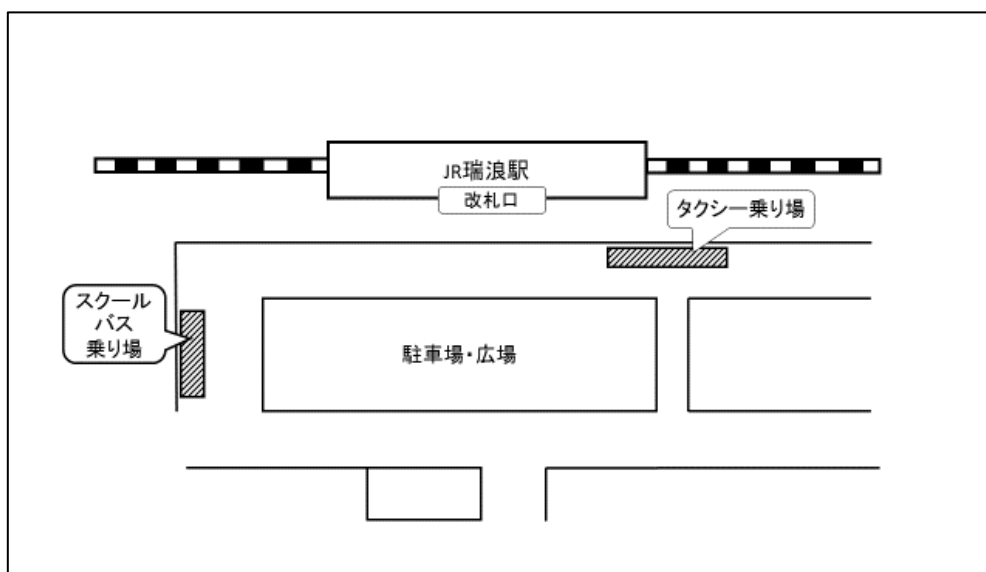 JR瑞浪駅
改札口
タクシー乗り場
スクール
バス
乗り場
駐車場・広場